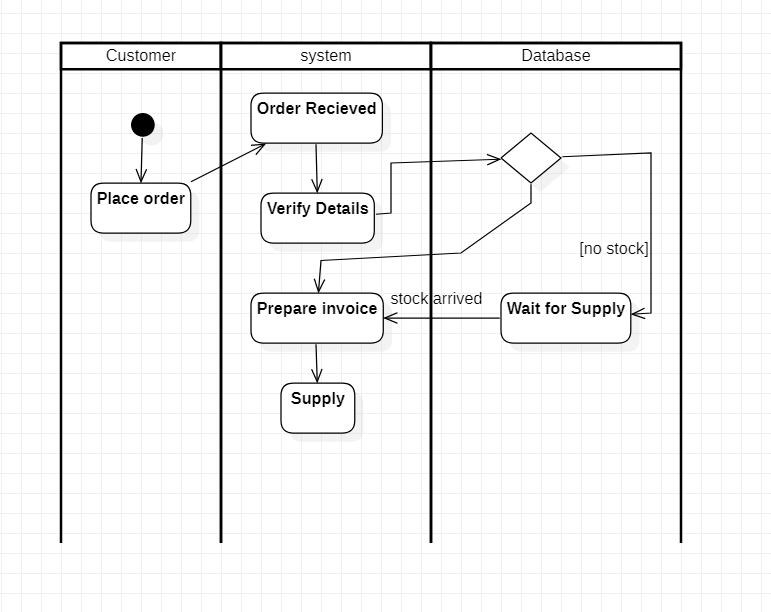 Customer
system
Database
Order Recieved
Place order
Verify Details
[no stock]
stock arrived
Prepare invoice
Wait for Supply
Supply